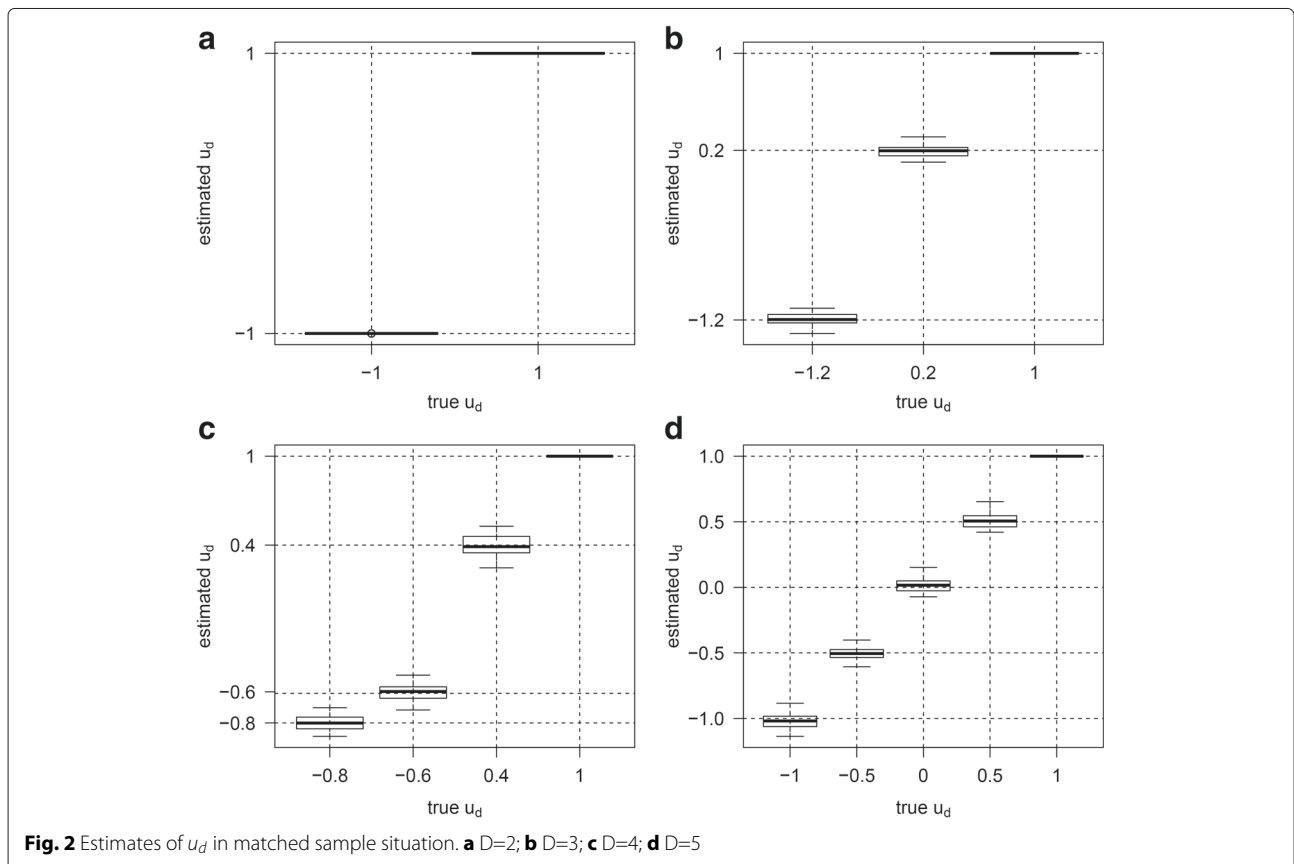 a
1
−1
estimated u_d
−1 1
true u_d
b
1
0.2
−1.2
estimated u_d
−1.2 0.2 1
true u_d
c
1
0.4
−0.6
−0.8
estimated u_d
−0.8 −0.6 0.4 1
true u_d
d
1.0
0.5
0.0
−0.5
−1.0
estimated u_d
−1 −0.5 0 0.5 1
true u_d
Fig. 2 Estimates of u_d in matched sample situation. a D=2; b D=3; c D=4; d D=5